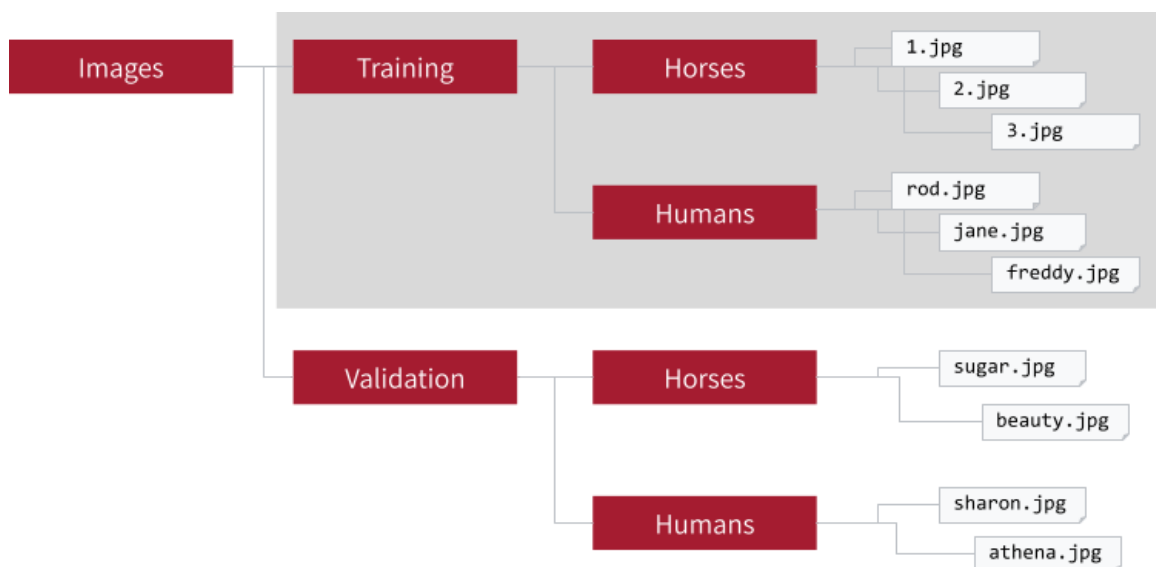 Images
Training
Horses
1.jpg
2.jpg
3.jpg
Humans
rod.jpg
jane.jpg
freddy.jpg
Validation
Horses
sugar.jpg
beauty.jpg
Humans
sharon.jpg
athena.jpg